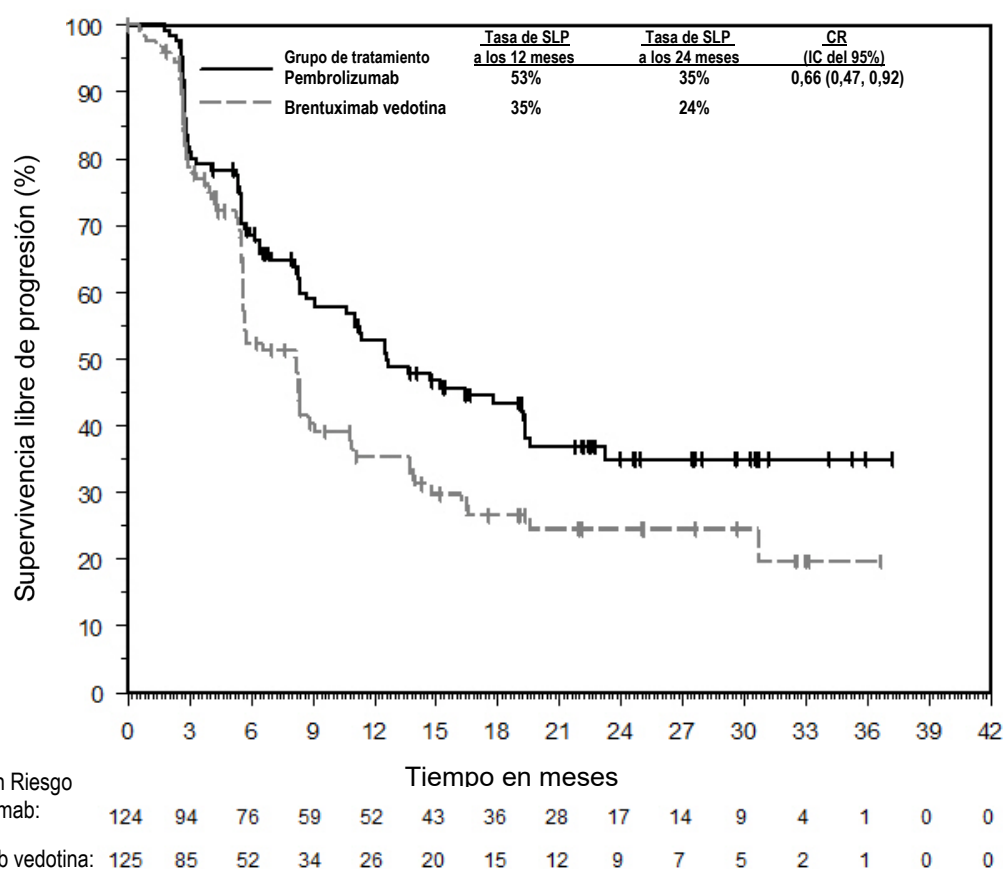 Tasa de SLP Tasa de SLP CR
Grupo de tratamiento a los 12 meses a los 24 meses (IC del 95%)
Pembrolizumab 53% 35% 0,66 (0,47, 0,92)
Brentuximab vedotina 35% 24%
Supervivencia libre de progresión (%)
100
90
80
70
60
50
40
30
20
10
0
0 3 6 9 12 15 18 21 24 27 30 33 36 39 42
Tiempo en meses
n Riesgo
mab: 124 94 76 59 52 43 36 28 17 14 9 4 1 0 0
b vedotina: 125 85 52 34 26 20 15 12 9 7 5 2 1 0 0